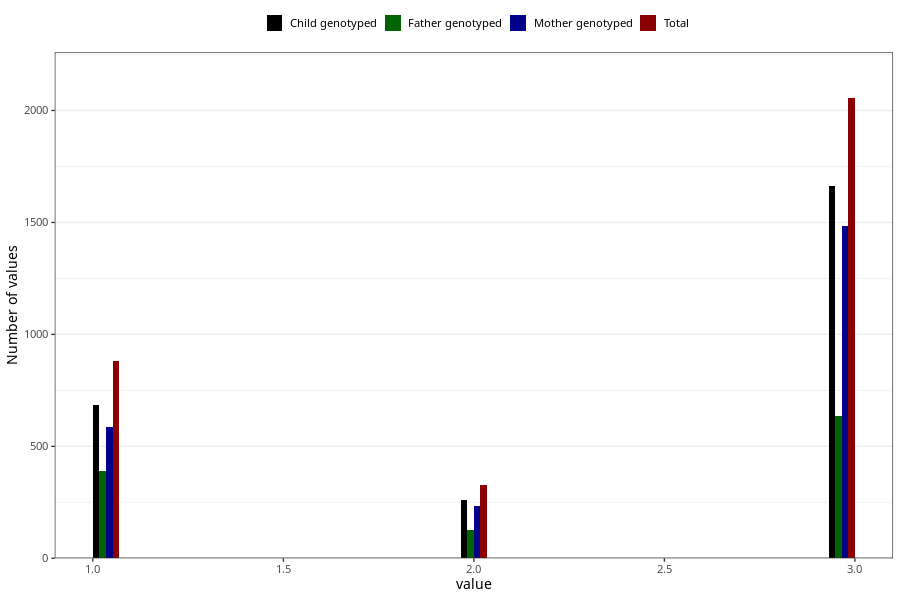 Child genotyped Father genotyped Mother genotyped Total
Number of values
2000
1500
1000
500
0
1.0 1.5 2.0 2.5 3.0
value